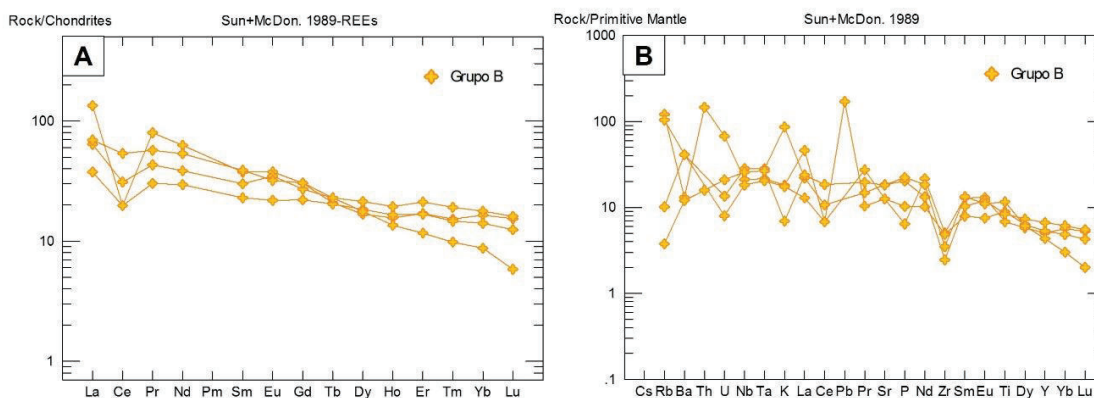 Rock/Chondrites Sun+McDon. 1989-REEs
A
Grupo B
100
10
1
La Ce Pr Nd Pm Sm Eu Gd Tb Dy Ho Er Tm Yb Lu
Rock/Primitive Mantle Sun+McDon. 1989
1000
B
Grupo B
100
10
1
.1
Cs Rb Ba Th U Nb Ta K La Ce Pb Pr Sr P Nd Zr Sm Eu Ti Dy Y Yb Lu